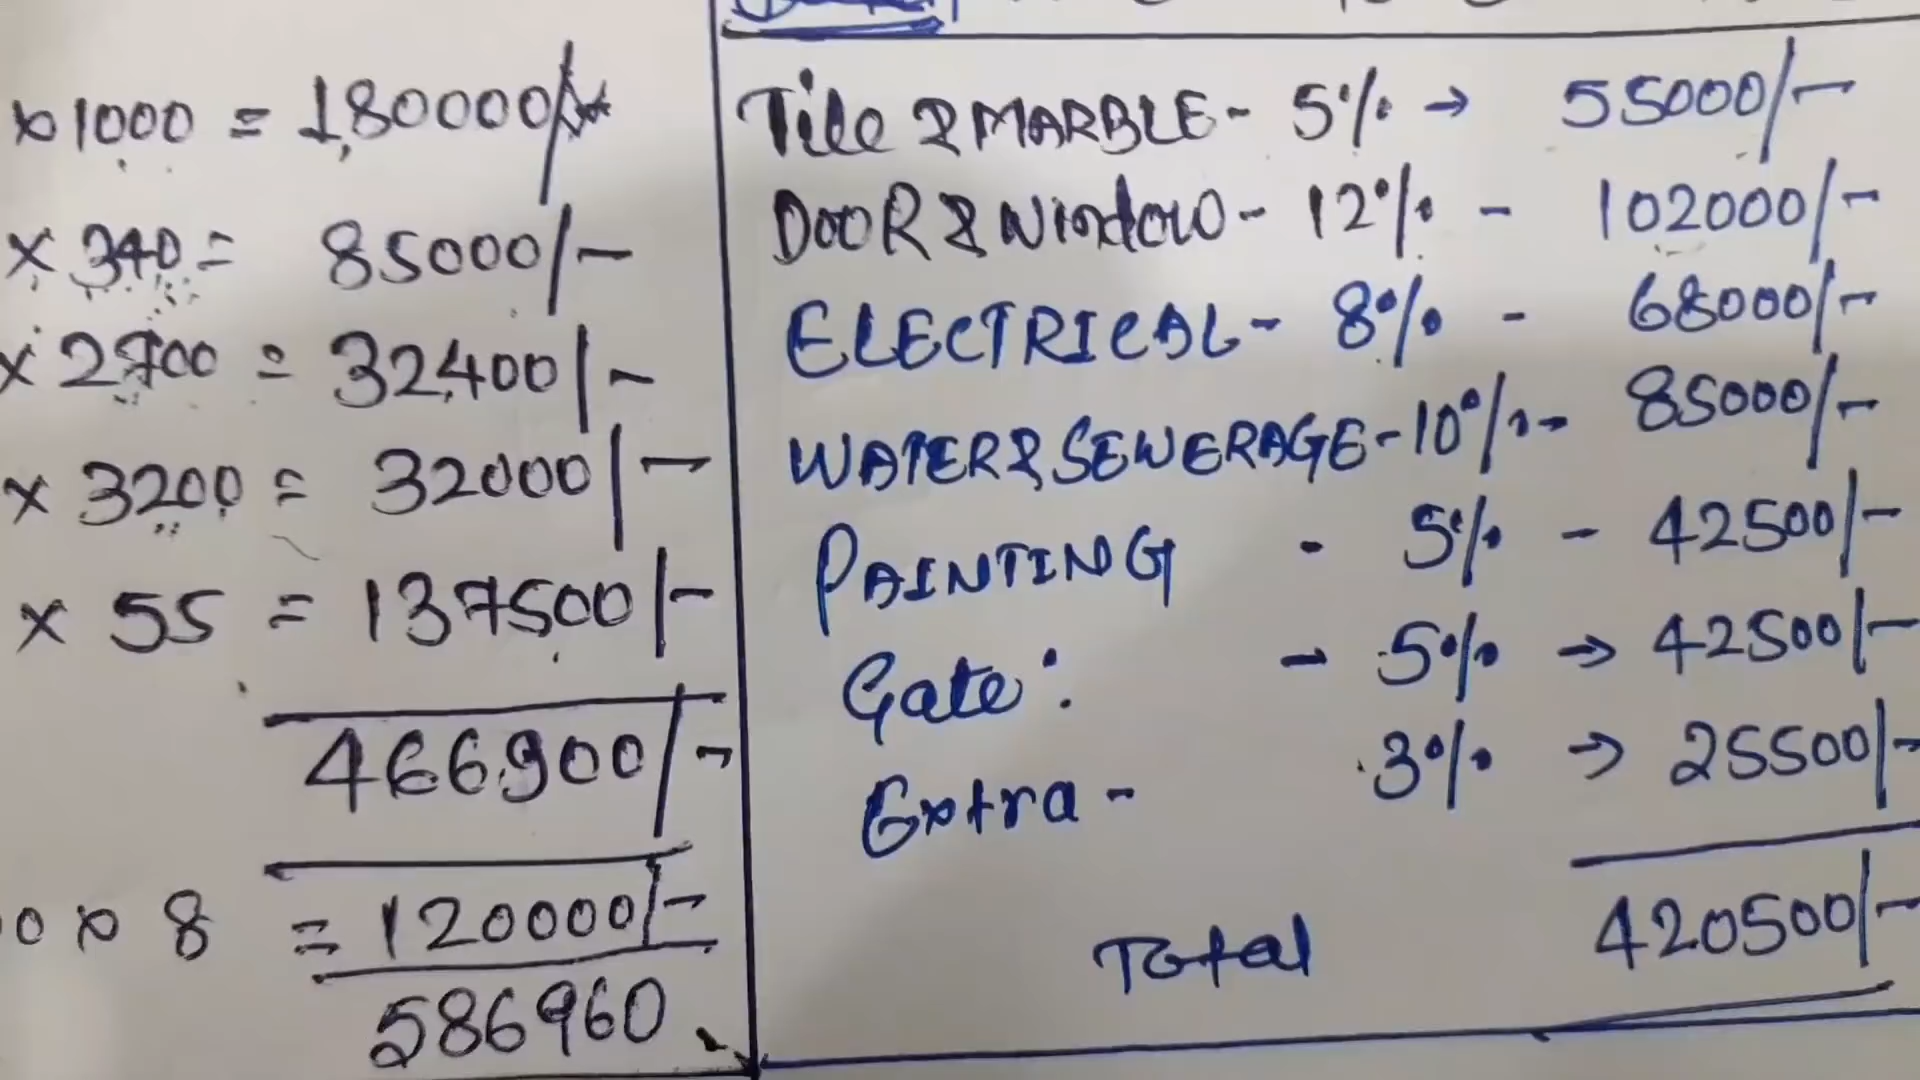 x1000 = 180000/-
x 340 = 85000/-
x 2700 = 32400/-
x 3200 = 32000/-
x 55 = 137500/-
466900/-
0 x 8 = 120000/-
586960
Tile & MARBLE - 5% → 55000/-
DOOR & Window - 12% - 102000/-
ELECTRICAL - 8% - 68000/-
WATER & SEWERAGE - 10% - 85000/-
PAINTING - 5% - 42500/-
Gate: - 5% → 42500/-
Extra - 3% → 25500/-
Total 420500/-